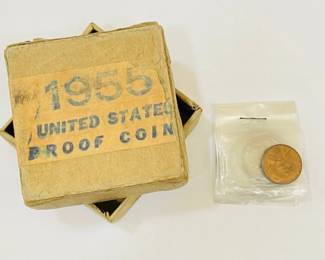 1955
UNITED STATES
PROOF COIN